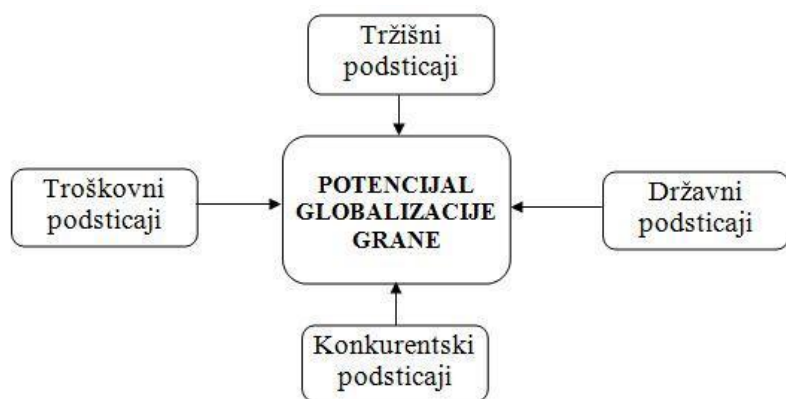 Tržišni
podsticaji
Troškovni
podsticaji
POTENCIJAL
GLOBALIZACIJE
GRANE
Državni
podsticaji
Konkurentski
podsticaji